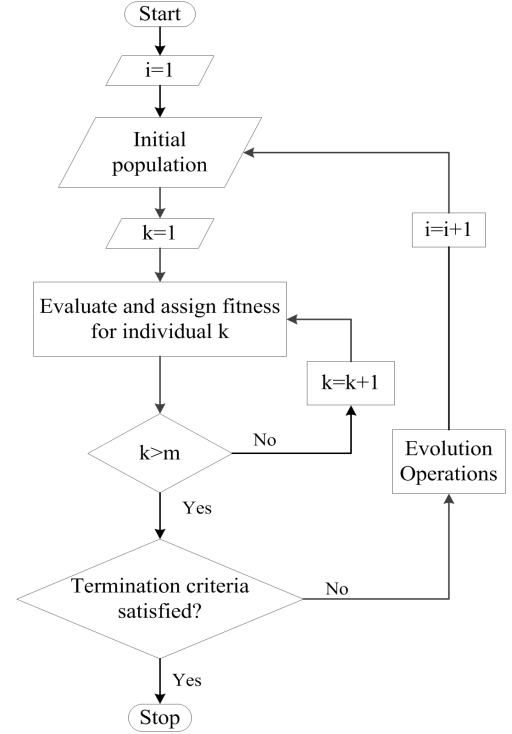 Start
i=1
Initial
population
k=1
Evaluate and assign fitness
for individual k
k=k+1
k>m
No
Yes
Termination criteria
satisfied?
No
Evolution
Operations
i=i+1
Yes
Stop